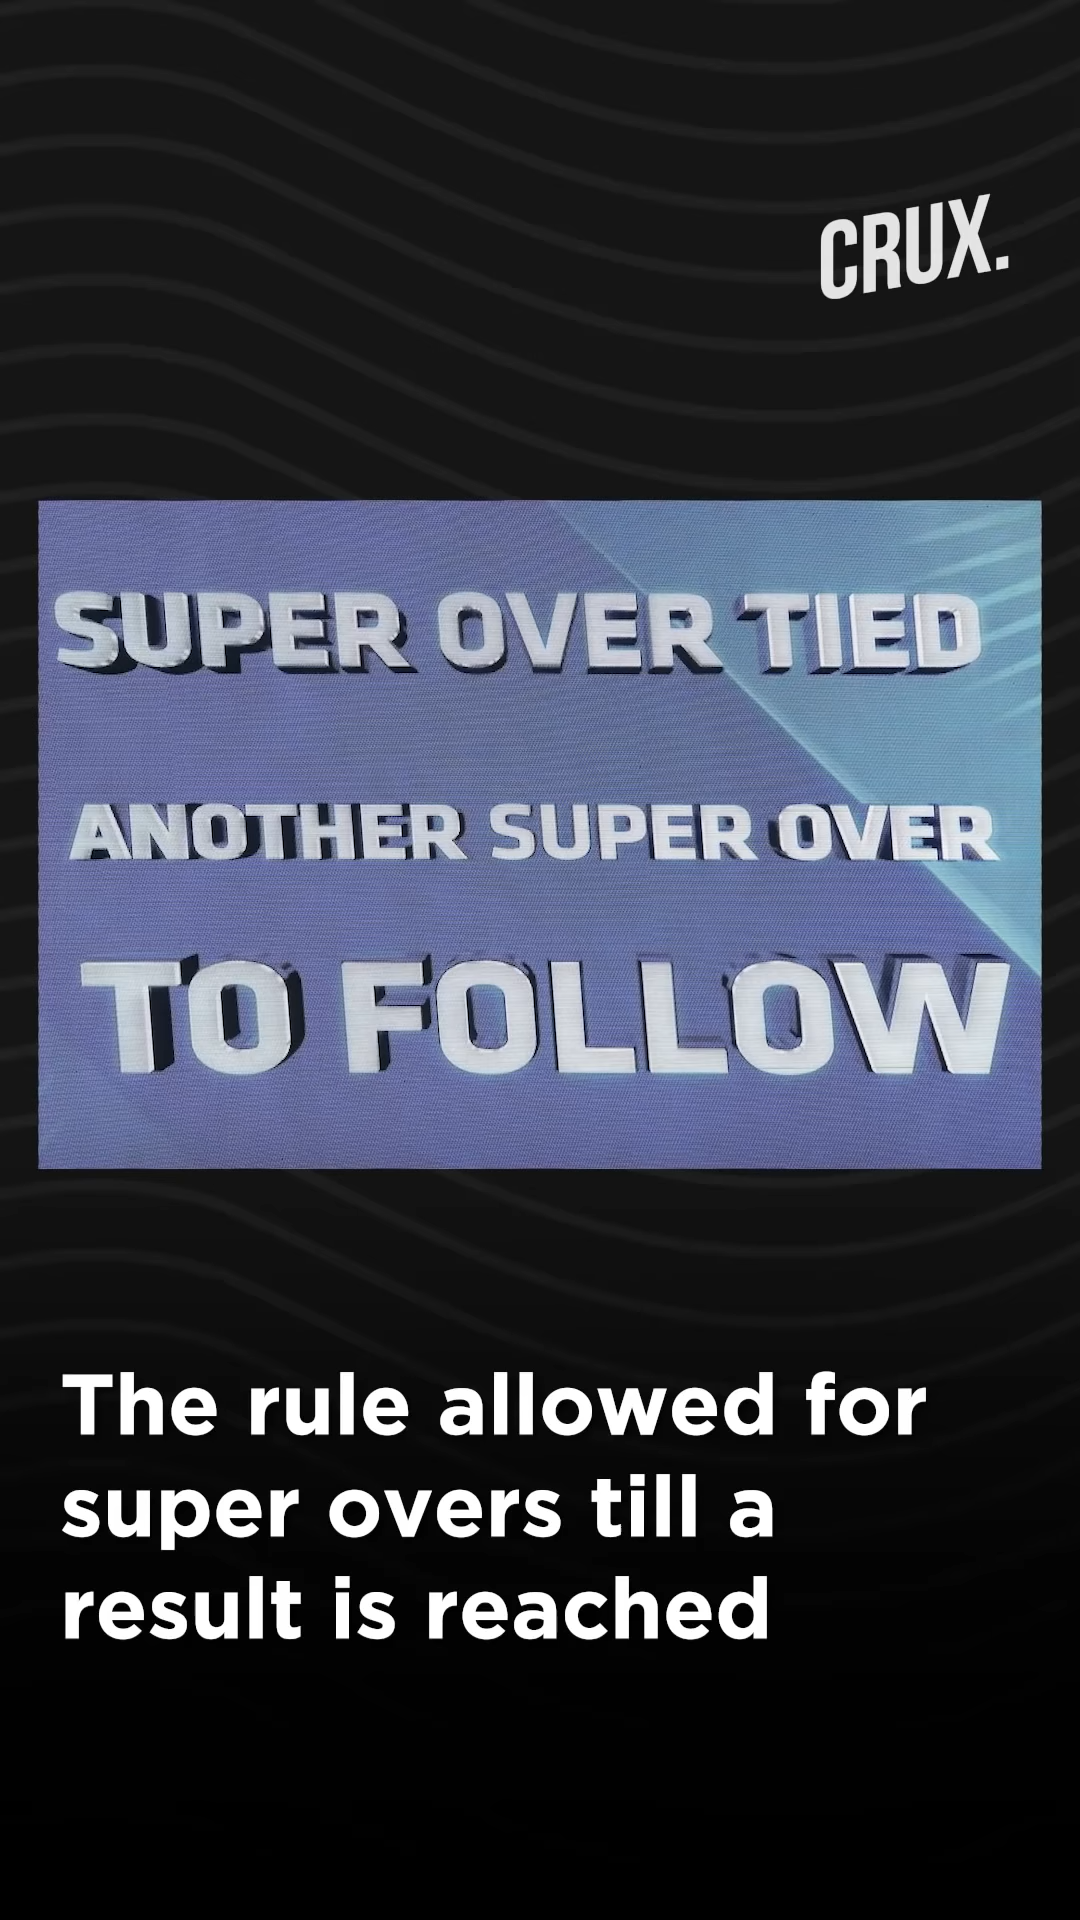 CRUX.
SUPER OVER TIED
ANOTHER SUPER OVER
TO FOLLOW
The rule allowed for
super overs till a
result is reached